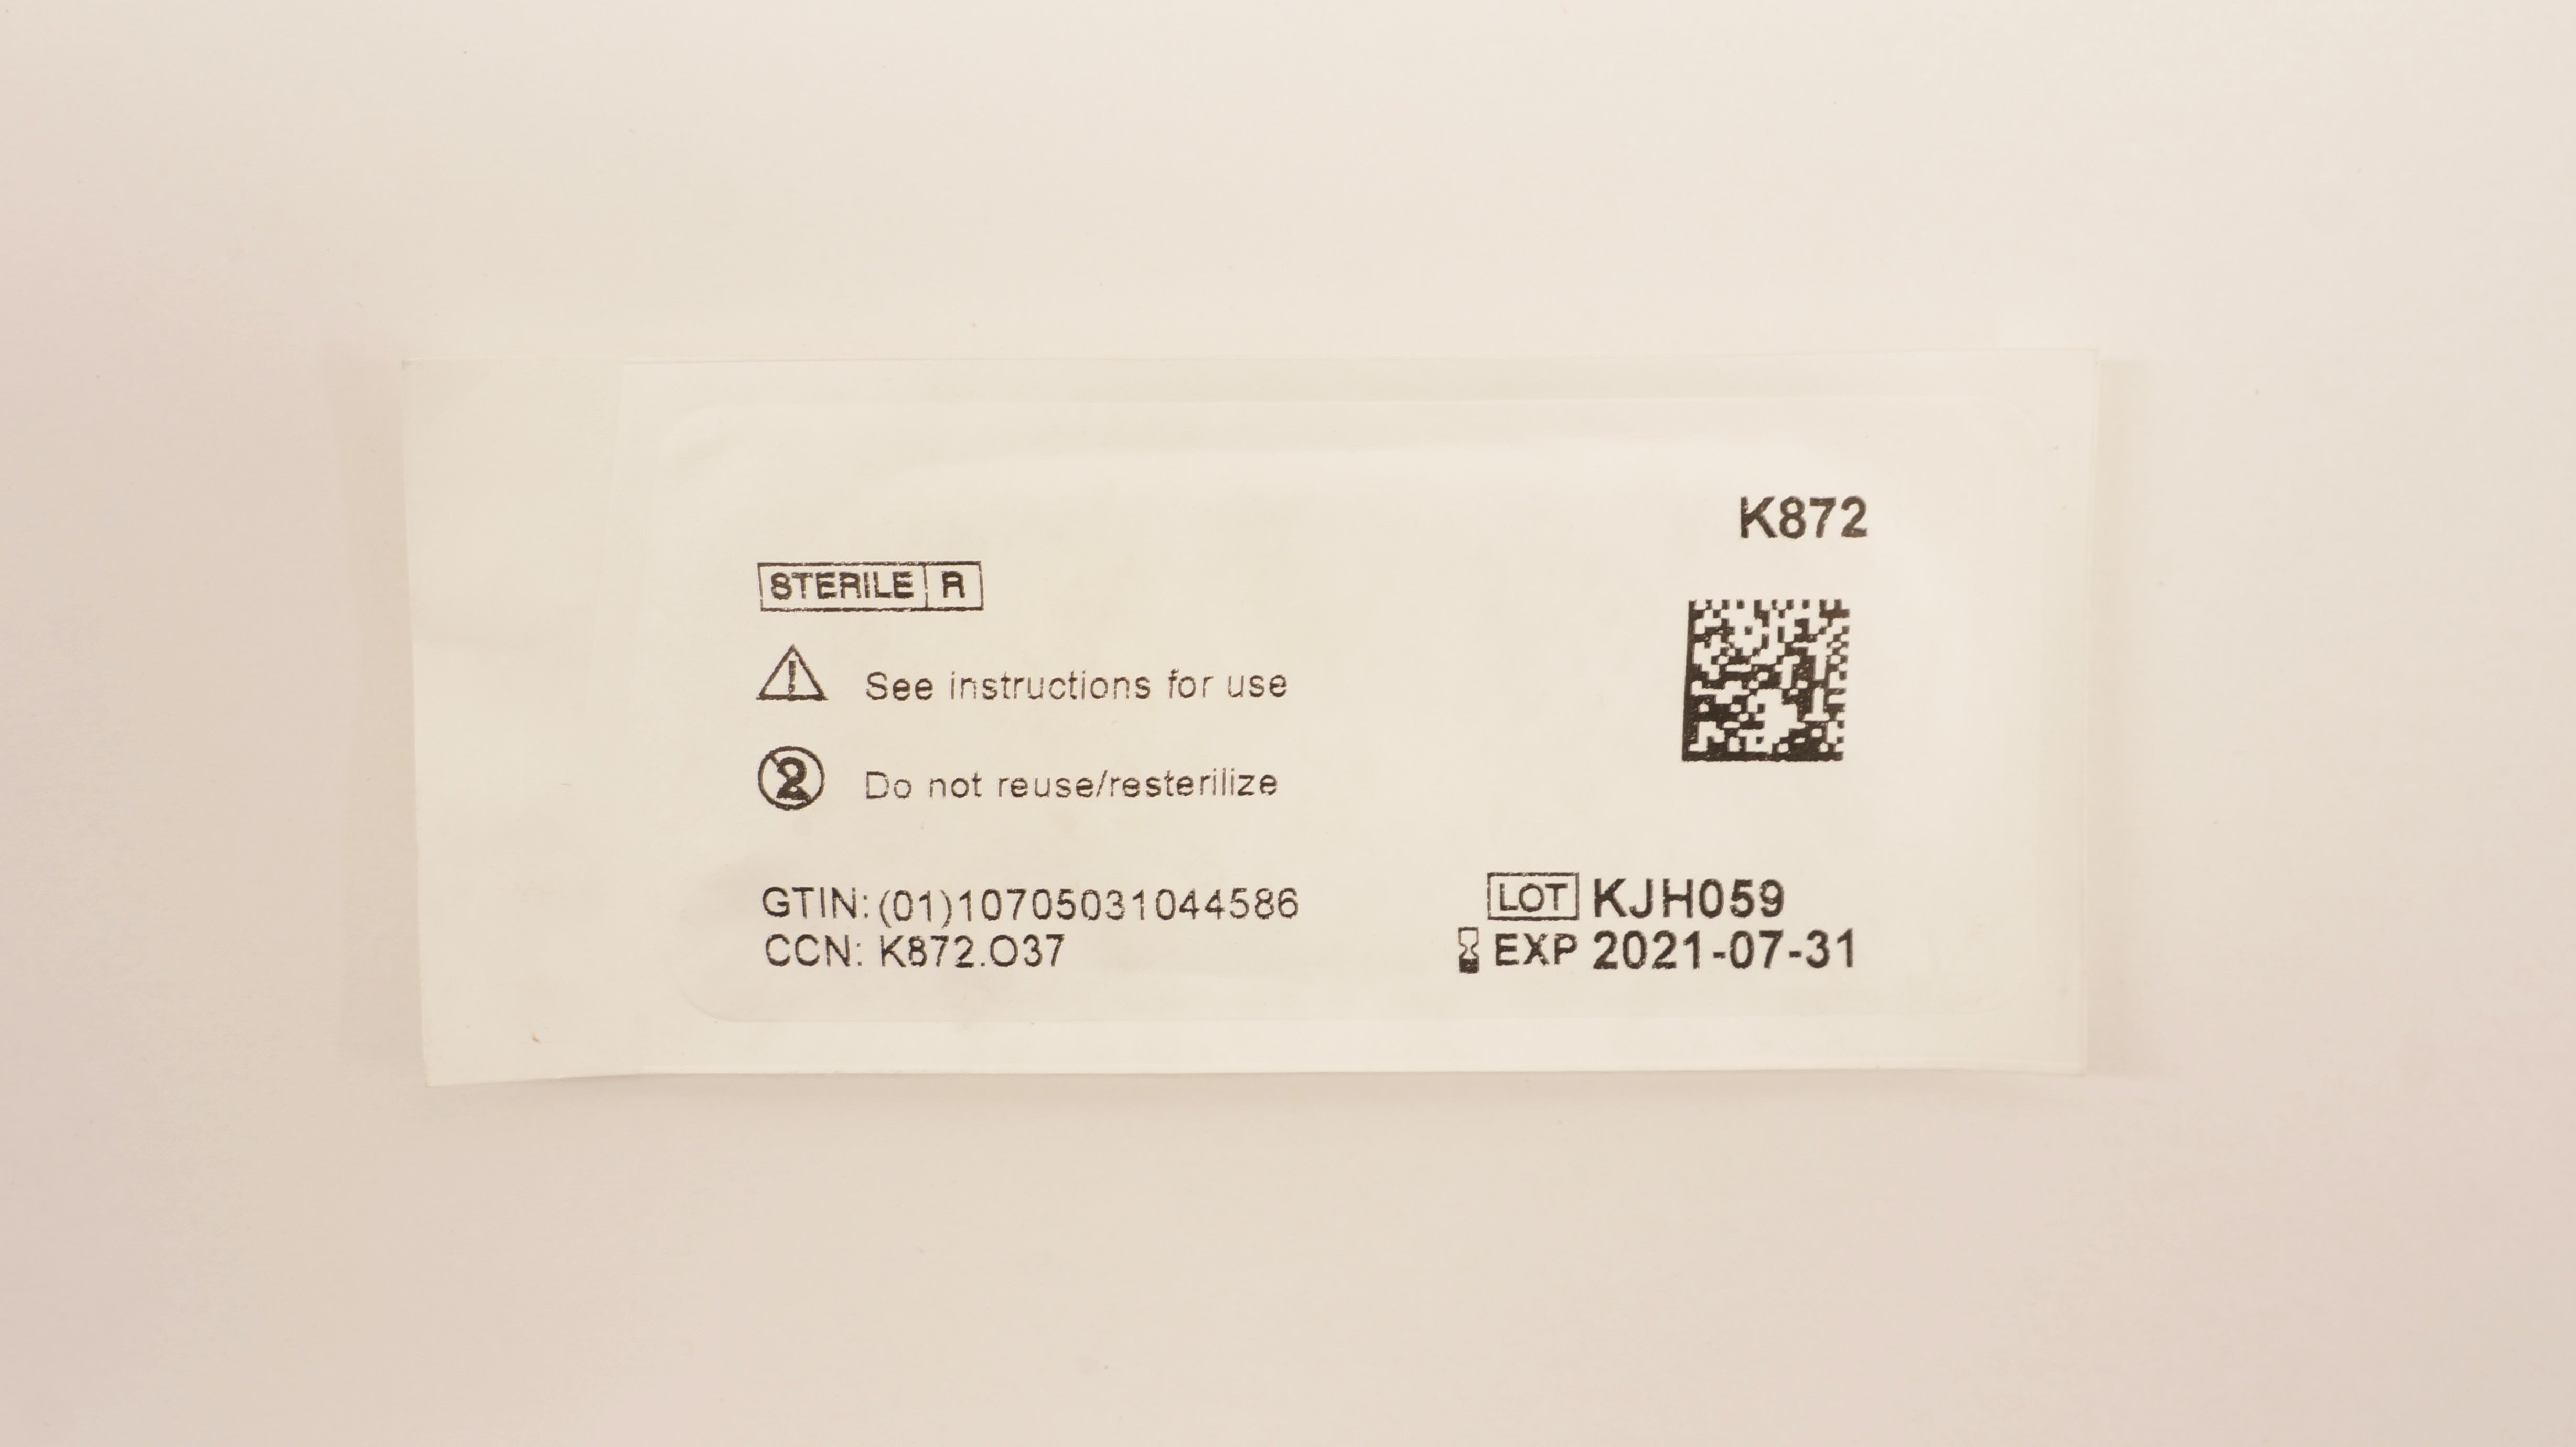 K872
STERILE R
See instructions for use
2 Do not reuse/resterilize
GTIN: (01)10705031044586
CCN: K872.O37
LOT KJH059
EXP 2021-07-31